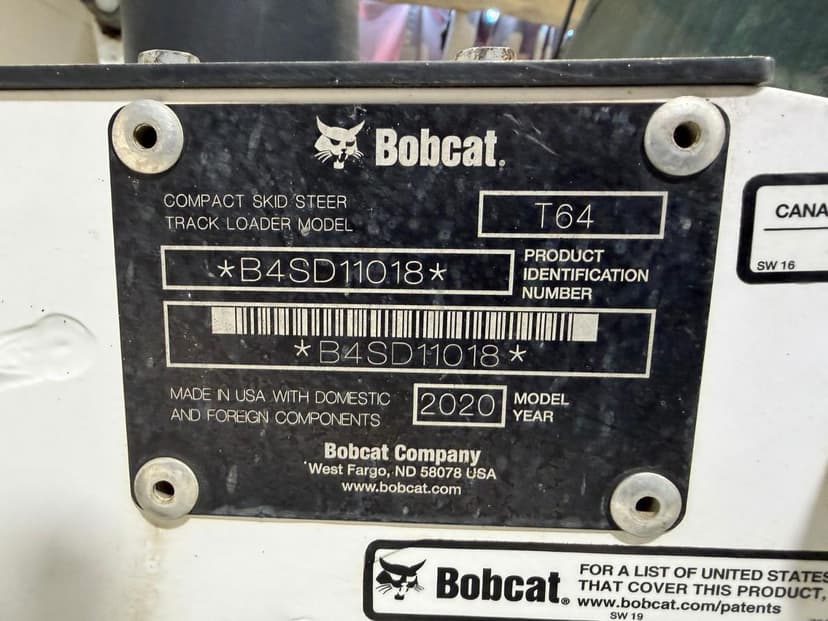 Bobcat.
COMPACT SKID STEER
TRACK LOADER MODEL
T64
*B4SD11018*
PRODUCT
IDENTIFICATION
NUMBER
*B4SD11018*
MADE IN USA WITH DOMESTIC
AND FOREIGN COMPONENTS
2020
MODEL
YEAR
Bobcat Company
West Fargo, ND 58078 USA
www.bobcat.com
CANA
SW 16
Bobcat.
FOR A LIST OF UNITED STATES
THAT COVER THIS PRODUCT,
www.bobcat.com/patents
SW 19